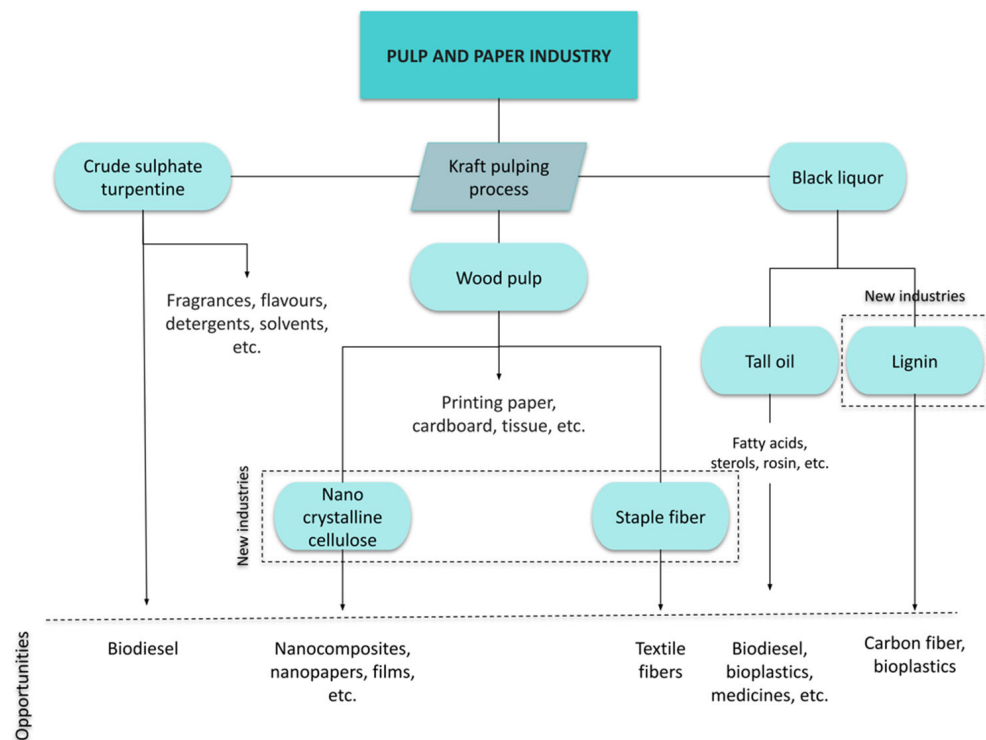 PULP AND PAPER INDUSTRY
Crude sulphate
turpentine
Kraft pulping
process
Black liquor
Wood pulp
Fragrances, flavours,
detergents, solvents,
etc.
New industries
Tall oil
Lignin
Printing paper,
cardboard, tissue, etc.
Fatty acids,
sterols, rosin, etc.
New industries
Nano
crystalline
cellulose
Staple fiber
Opportunities
Biodiesel
Nanocomposites,
nanopapers, films,
etc.
Textile
fibers
Biodiesel,
bioplastics,
medicines, etc.
Carbon fiber,
bioplastics